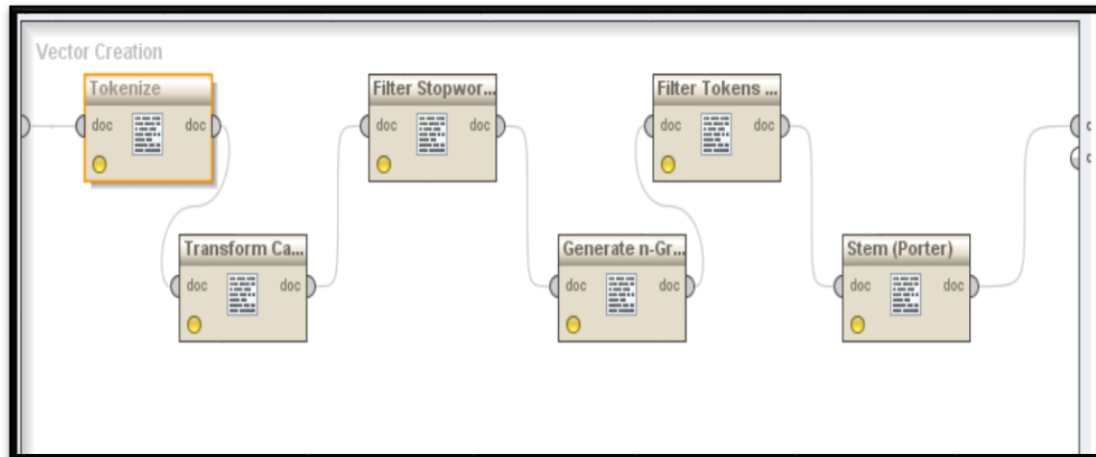 Vector Creation
Tokenize
doc doc
Transform Ca...
doc doc
Filter Stopwor...
doc doc
Generate n-Gr...
doc doc
Filter Tokens ...
doc doc
Stem (Porter)
doc doc